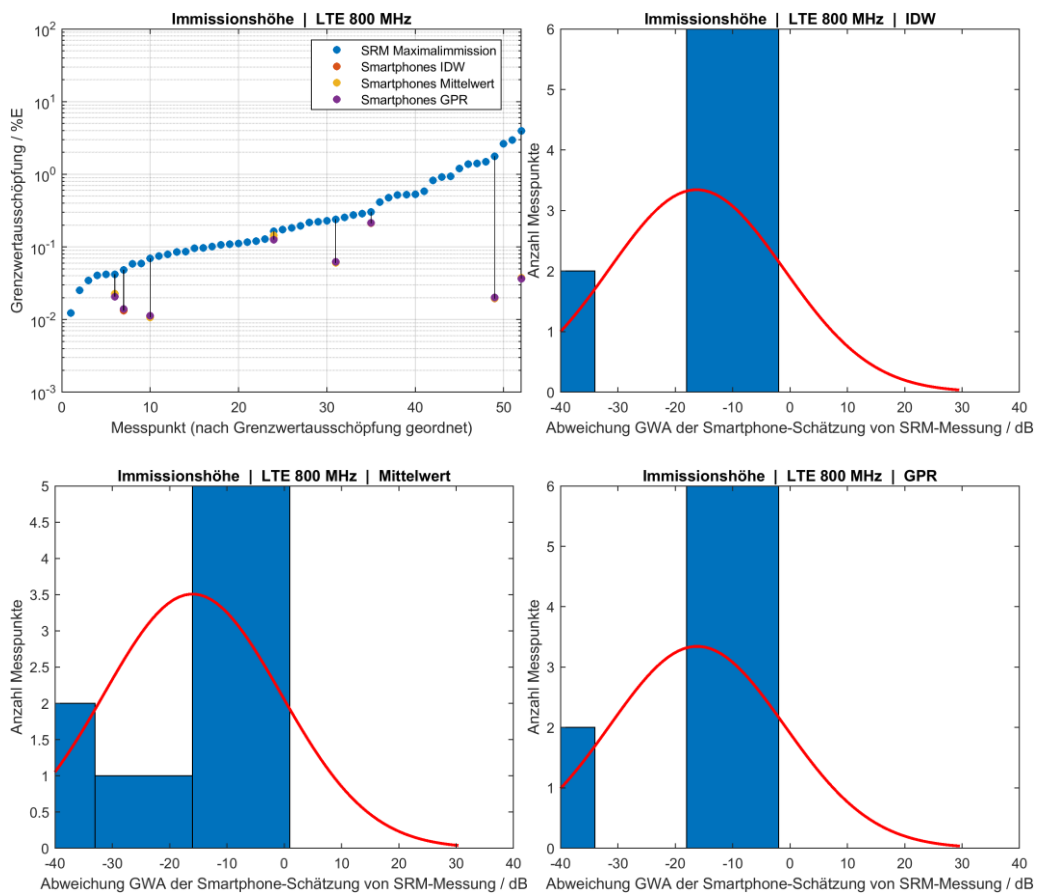 Immissionshöhe | LTE 800 MHz
Grenzwertausschöpfung / %E
10^2
10^1
10^0
10^-1
10^-2
10^-3
SRM Maximalimmission
Smartphones IDW
Smartphones Mittelwert
Smartphones GPR
0 10 20 30 40 50
Messpunkt (nach Grenzwertausschöpfung geordnet)
Immissionshöhe | LTE 800 MHz | IDW
Anzahl Messpunkte
6
5
4
3
2
1
0
-40 -30 -20 -10 0 10 20 30 40
Abweichung GWA der Smartphone-Schätzung von SRM-Messung / dB
Immissionshöhe | LTE 800 MHz | Mittelwert
Anzahl Messpunkte
5
4.5
4
3.5
3
2.5
2
1.5
1
0.5
0
-40 -30 -20 -10 0 10 20 30 40
Abweichung GWA der Smartphone-Schätzung von SRM-Messung / dB
Immissionshöhe | LTE 800 MHz | GPR
Anzahl Messpunkte
6
5
4
3
2
1
0
-40 -30 -20 -10 0 10 20 30 40
Abweichung GWA der Smartphone-Schätzung von SRM-Messung / dB